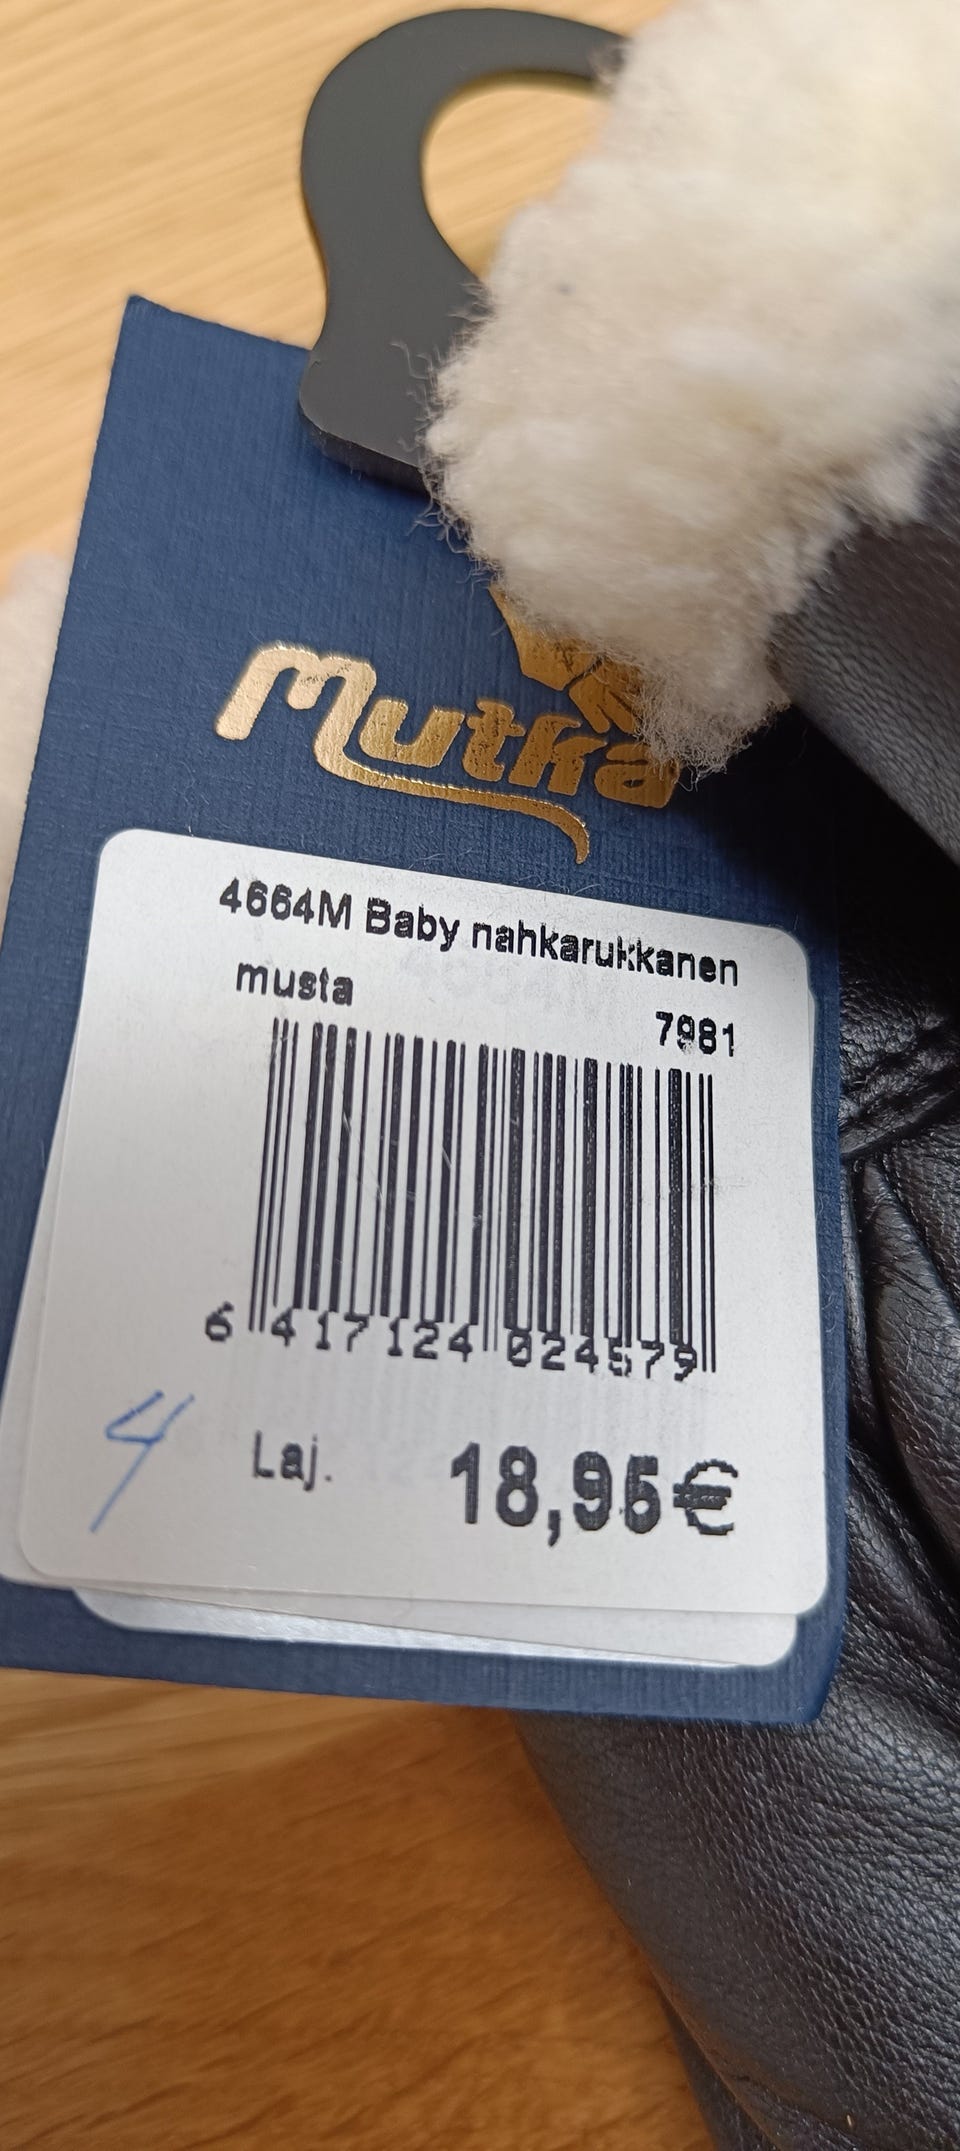 Mutka
4664M Baby nahkarukkanen
musta
7981
6 417124 024579
4
Laj. 18,95€